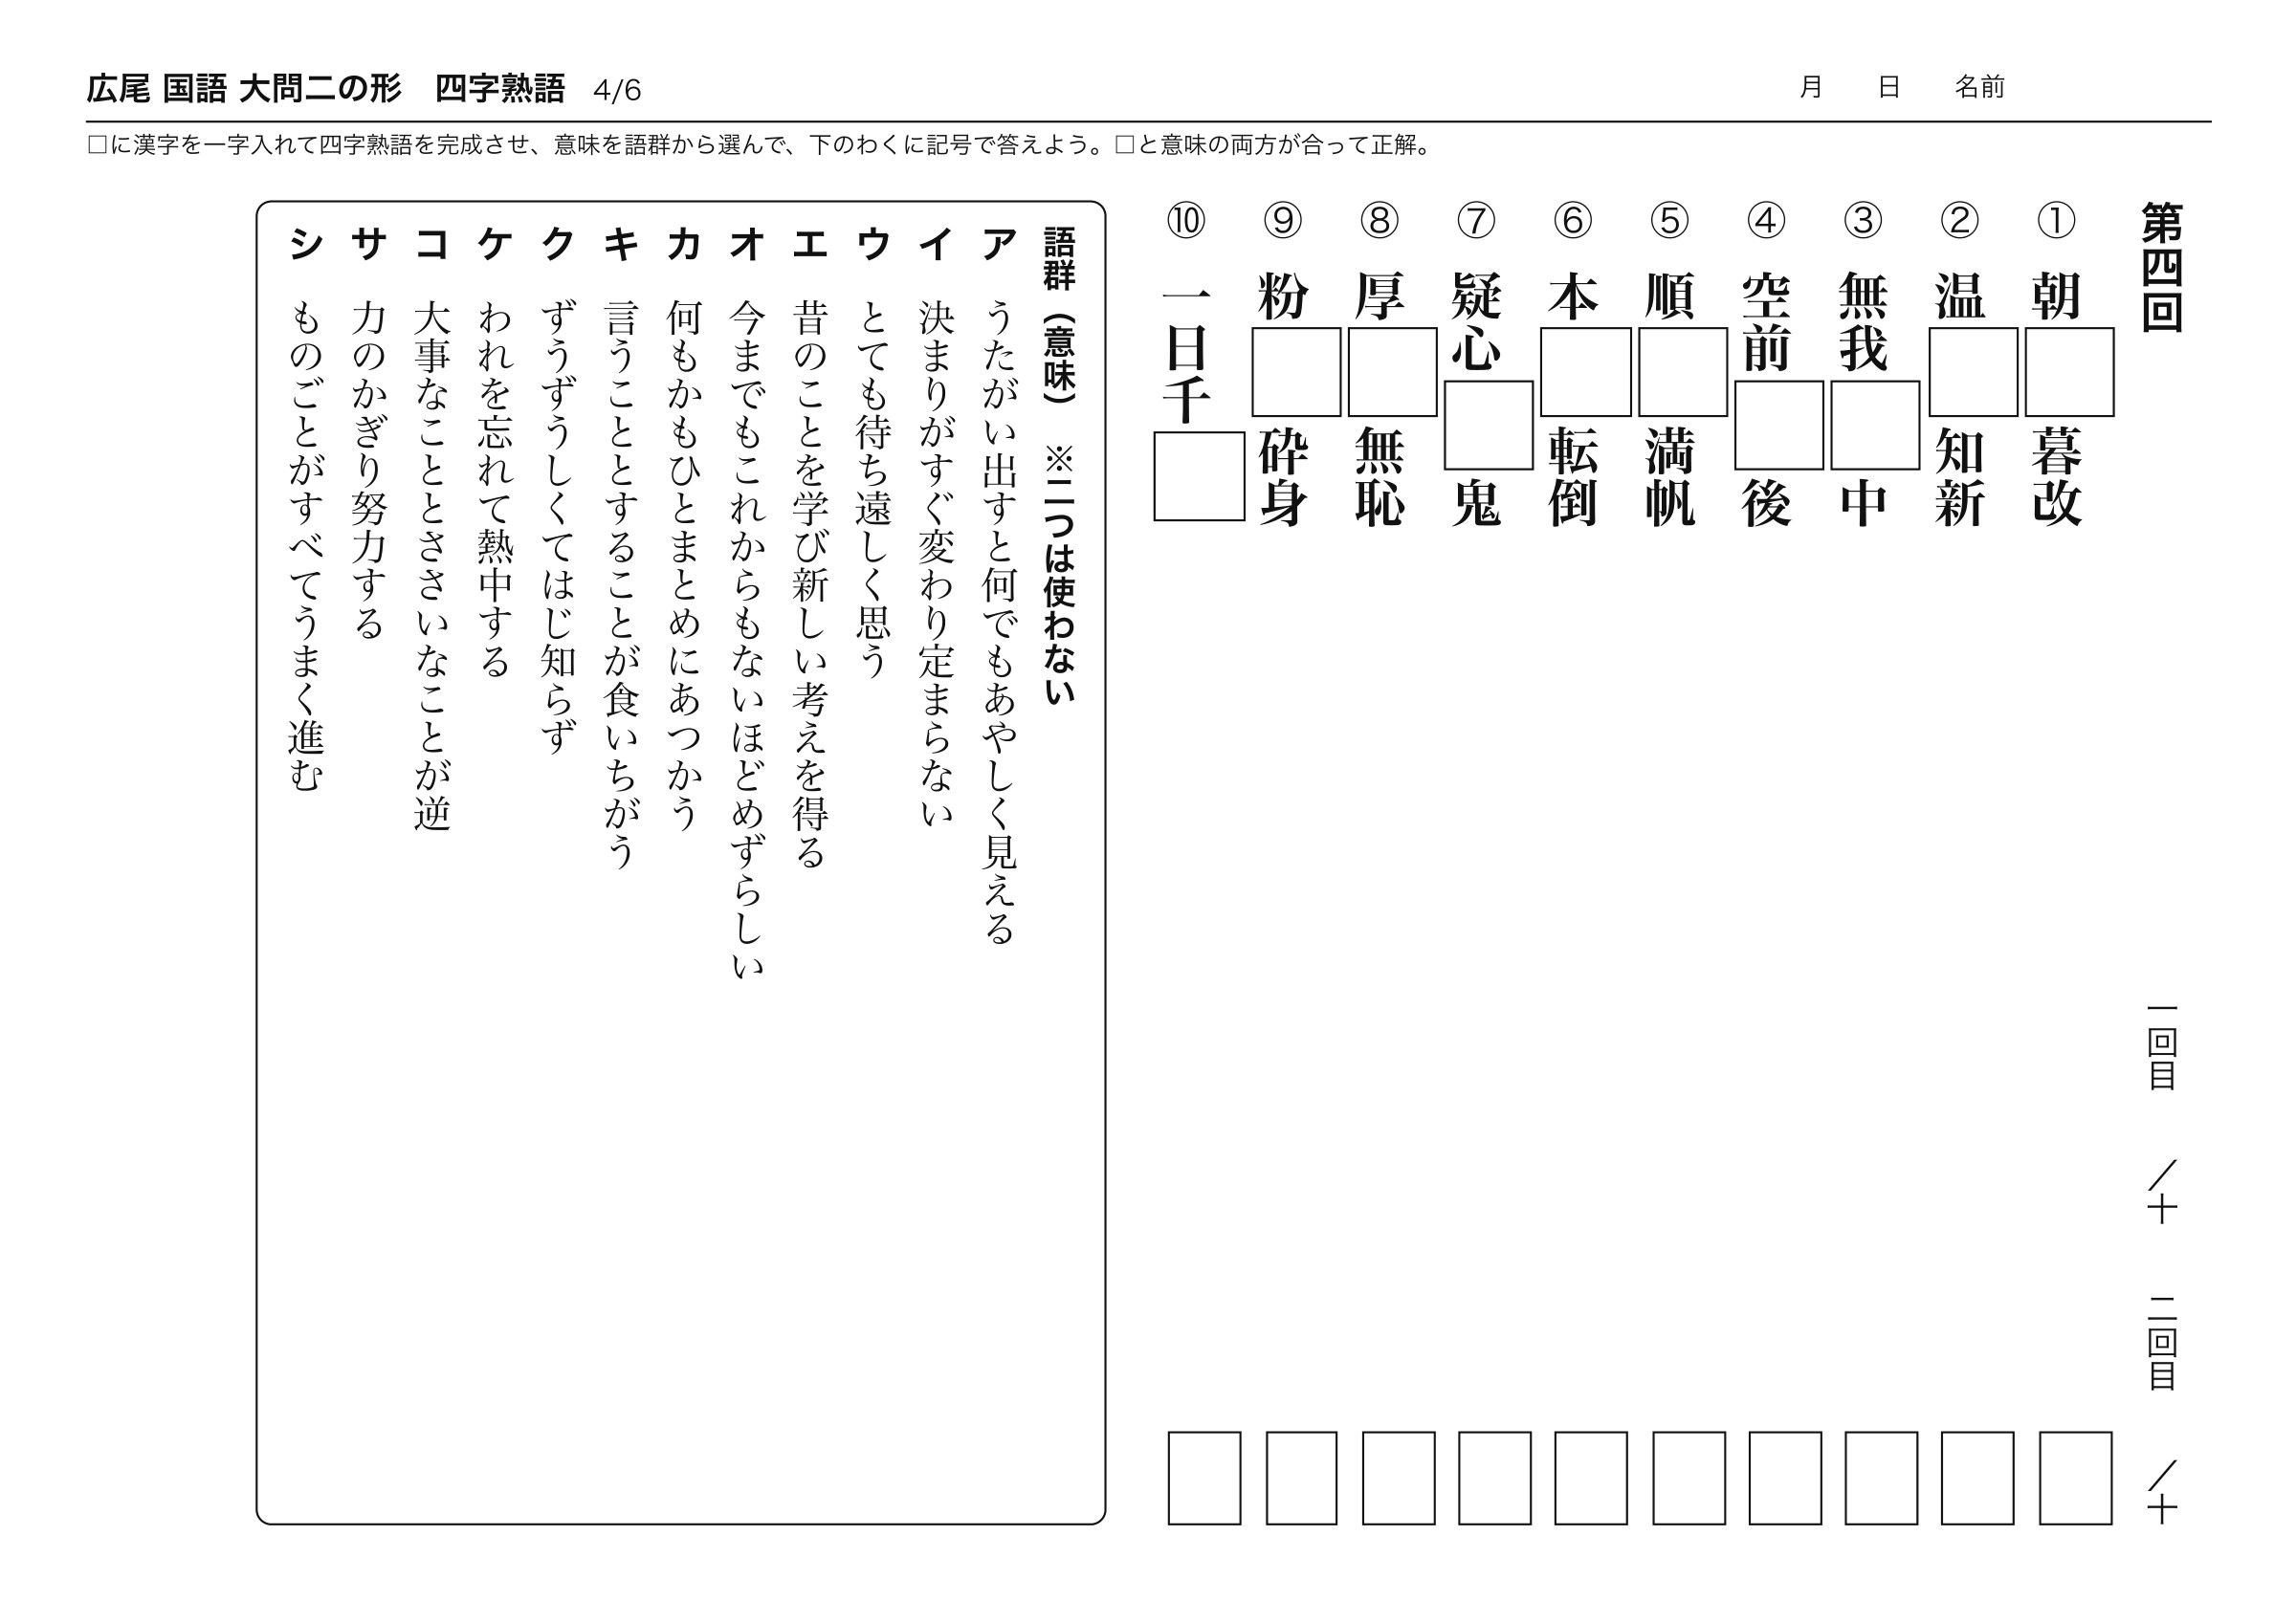 広尾 国語 大問二の形　四字熟語　4/6　月　日　名前
□に漢字を一字入れて四字熟語を完成させ、意味を語群から選んで、下のわくに記号で答えよう。□と意味の両方が合って正解。
第四回　一回目　／十　二回目　／十
① 朝□暮改
② 温□知新
③ 無我□中
④ 空前□後
⑤ 順□満帆
⑥ 本□転倒
⑦ 疑心□鬼
⑧ 厚□無恥
⑨ 粉□砕身
⑩ 一日千□
語群（意味）　※二つは使わない
ア　うたがい出すと何でもあやしく見える
イ　決まりがすぐ変わり定まらない
ウ　とても待ち遠しく思う
エ　昔のことを学び新しい考えを得る
オ　今までもこれからもないほどめずらしい
カ　何もかもひとまとめにあつかう
キ　言うこととすることが食いちがう
ク　ずうずうしくてはじ知らず
ケ　われを忘れて熱中する
コ　大事なこととささいなことが逆
サ　力のかぎり努力する
シ　ものごとがすべてうまく進む